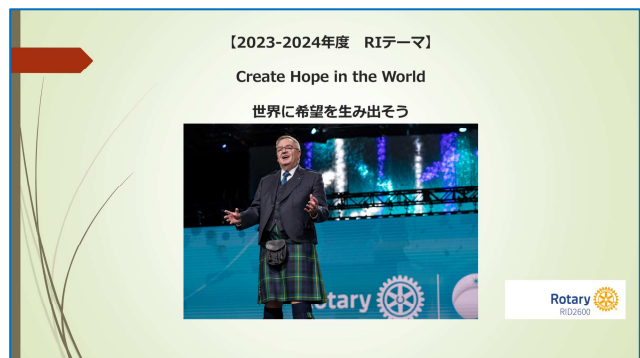 【2023-2024年度　RIテーマ】
Create Hope in the World
世界に希望を生み出そう
otary
Rotary
RID2600